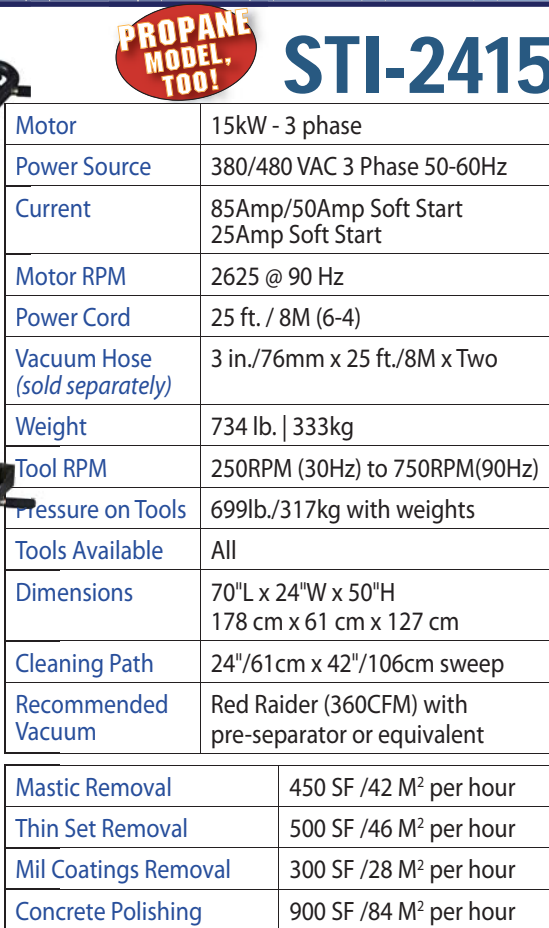 PROPANE
MODEL,
TOO!
STI-2415
Motor 15kW - 3 phase
Power Source 380/480 VAC 3 Phase 50-60Hz
Current 85Amp/50Amp Soft Start
25Amp Soft Start
Motor RPM 2625 @ 90 Hz
Power Cord 25 ft. / 8M (6-4)
Vacuum Hose 3 in./76mm x 25 ft./8M x Two
(sold separately)
Weight 734 lb. | 333kg
Tool RPM 250RPM (30Hz) to 750RPM(90Hz)
Pressure on Tools 699lb./317kg with weights
Tools Available All
Dimensions 70"L x 24"W x 50"H
178 cm x 61 cm x 127 cm
Cleaning Path 24"/61cm x 42"/106cm sweep
Recommended Red Raider (360CFM) with
Vacuum pre-separator or equivalent
Mastic Removal 450 SF /42 M² per hour
Thin Set Removal 500 SF /46 M² per hour
Mil Coatings Removal 300 SF /28 M² per hour
Concrete Polishing 900 SF /84 M² per hour